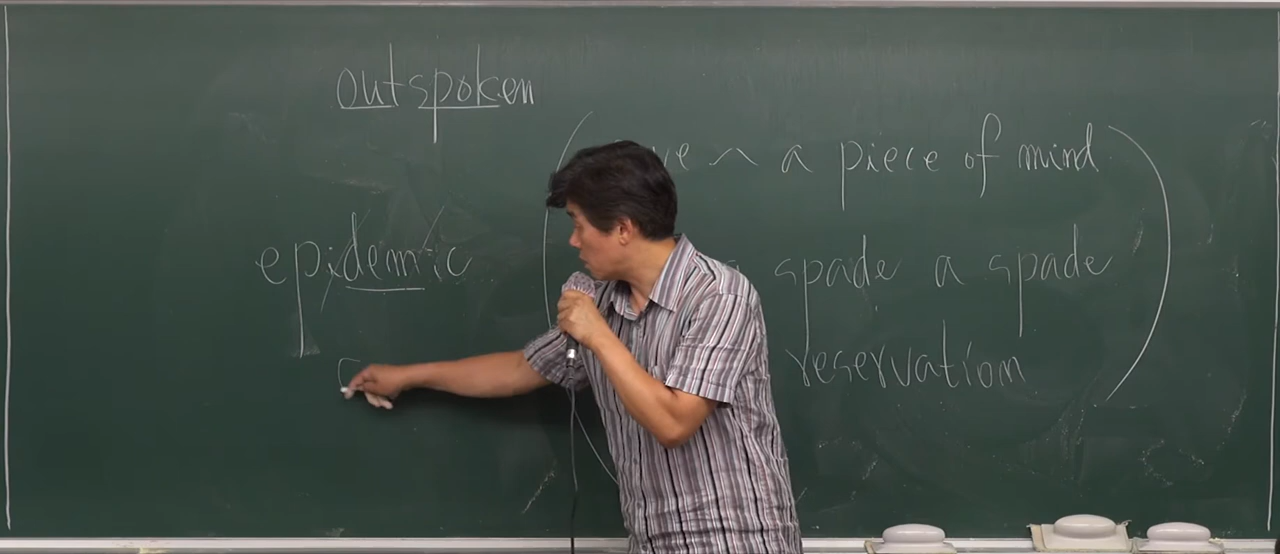 outspoken
a piece of mind
epidemic
spade a spade
reservation